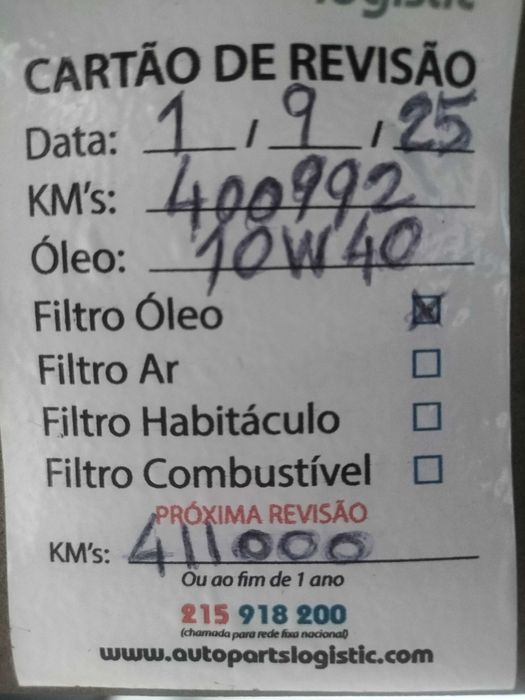 logistic
CARTÃO DE REVISÃO
Data: 1 / 9 / 25
KM's: 400992
Óleo: 10W40
Filtro Óleo
Filtro Ar
Filtro Habitáculo
Filtro Combustível
PRÓXIMA REVISÃO
KM's: 411000
Ou ao fim de 1 ano
215 918 200
(chamada para rede fixa nacional)
www.autopartslogistic.com